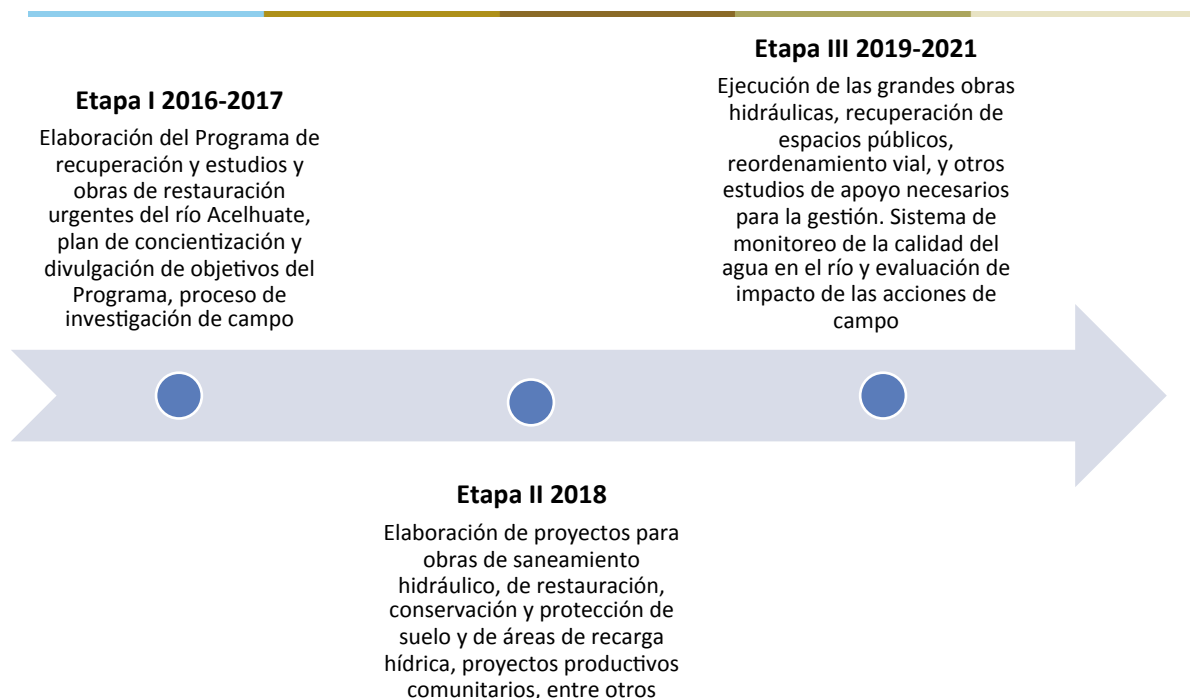 Etapa I 2016-2017
Elaboración del Programa de
recuperación y estudios y
obras de restauración
urgentes del río Acelhuate,
plan de concientización y
divulgación de objetivos del
Programa, proceso de
investigación de campo
Etapa II 2018
Elaboración de proyectos para
obras de saneamiento
hidráulico, de restauración,
conservación y protección de
suelo y de áreas de recarga
hídrica, proyectos productivos
comunitarios, entre otros
Etapa III 2019-2021
Ejecución de las grandes obras
hidráulicas, recuperación de
espacios públicos,
reordenamiento vial, y otros
estudios de apoyo necesarios
para la gestión. Sistema de
monitoreo de la calidad del
agua en el río y evaluación de
impacto de las acciones de
campo